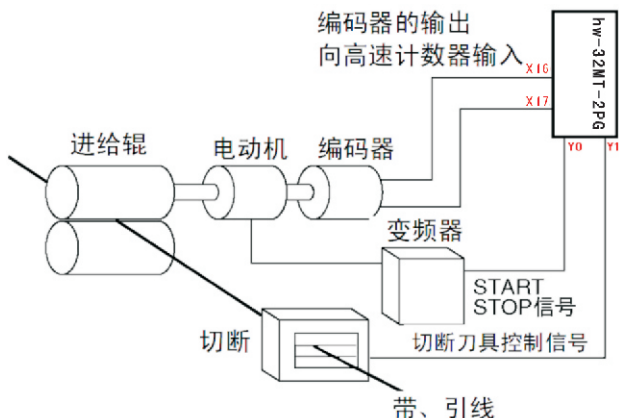 编码器的输出
向高速计数器输入
X16
X17
hw-32MT-2PG
Y0
Y1
进给辊
电动机
编码器
变频器
START
STOP信号
切断
切断刀具控制信号
带、引线